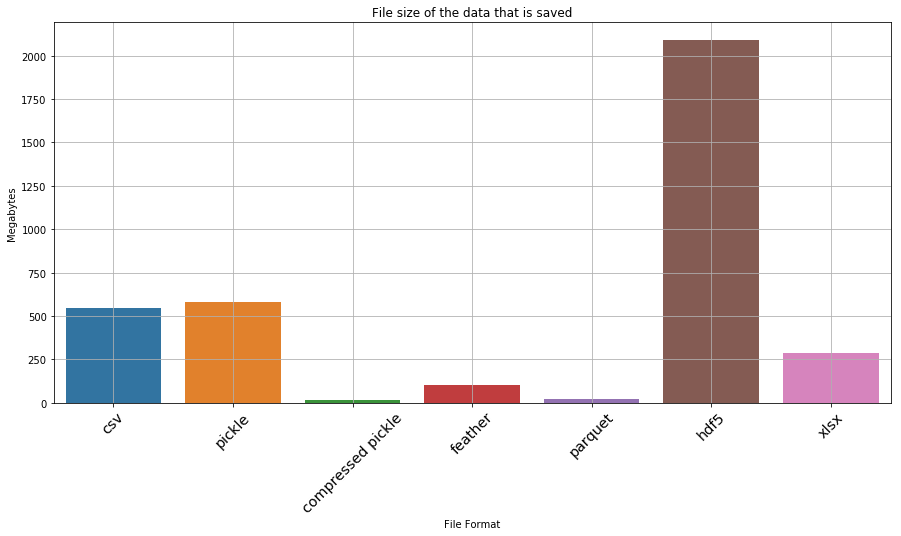 File size of the data that is saved
Megabytes
2000
1750
1500
1250
1000
750
500
250
0
csv
pickle
compressed pickle
feather
parquet
hdf5
xlsx
File Format